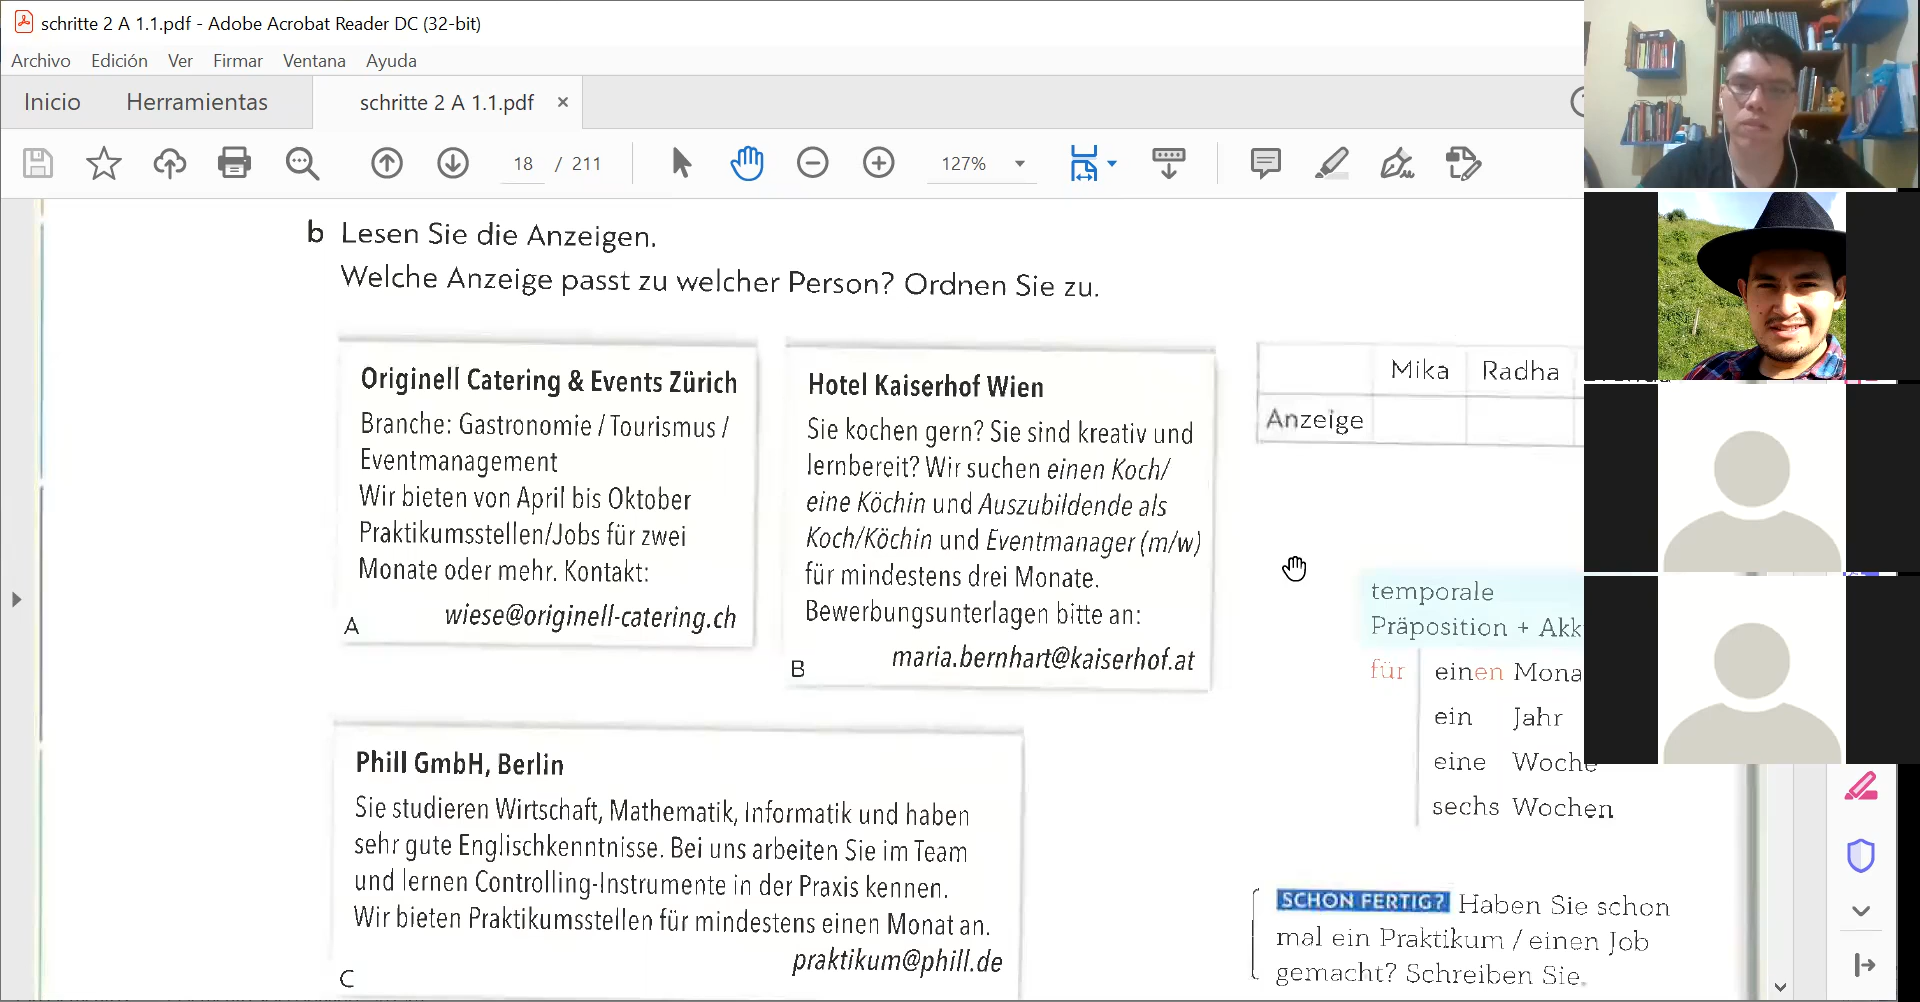 schritte 2 A 1.1.pdf - Adobe Acrobat Reader DC (32-bit)
Archivo Edición Ver Firmar Ventana Ayuda
Inicio Herramientas schritte 2 A 1.1.pdf ×
18 / 211 127%
b Lesen Sie die Anzeigen.
Welche Anzeige passt zu welcher Person? Ordnen Sie zu.
Originell Catering & Events Zürich
Branche: Gastronomie / Tourismus /
Eventmanagement
Wir bieten von April bis Oktober
Praktikumsstellen/Jobs für zwei
Monate oder mehr. Kontakt:
wiese@originell-catering.ch
A
Hotel Kaiserhof Wien
Sie kochen gern? Sie sind kreativ und
lernbereit? Wir suchen einen Koch/
eine Köchin und Auszubildende als
Koch/Köchin und Eventmanager (m/w)
für mindestens drei Monate.
Bewerbungsunterlagen bitte an:
maria.bernhart@kaiserhof.at
B
Mika Radha
Anzeige
Phill GmbH, Berlin
Sie studieren Wirtschaft, Mathematik, Informatik und haben
sehr gute Englischkenntnisse. Bei uns arbeiten Sie im Team
und lernen Controlling-Instrumente in der Praxis kennen.
Wir bieten Praktikumsstellen für mindestens einen Monat an.
praktikum@phill.de
C
temporale
Präposition + Akk
für einen Mona
ein Jahr
eine Woche
sechs Wochen
SCHON FERTIG? Haben Sie schon
mal ein Praktikum / einen Job
gemacht? Schreiben Sie.